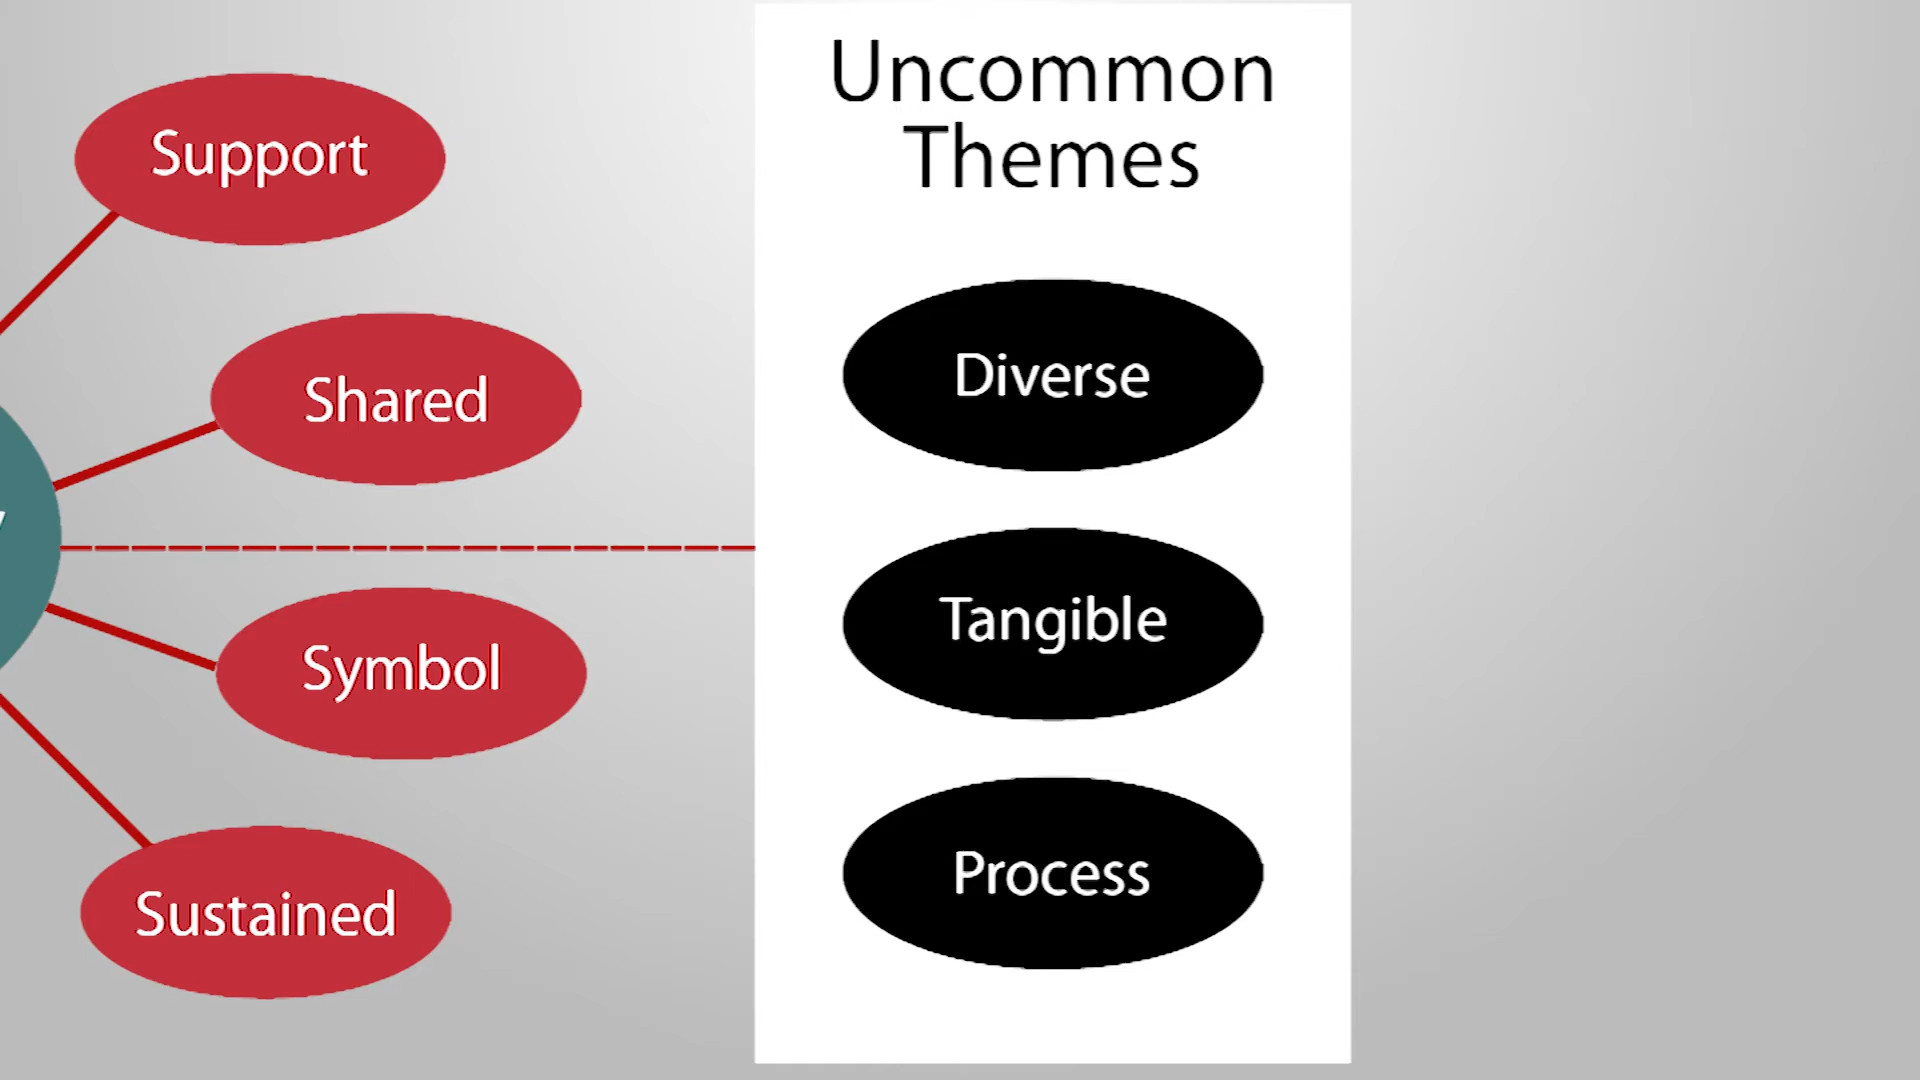 Support
Shared
Symbol
Sustained
Uncommon
Themes
Diverse
Tangible
Process